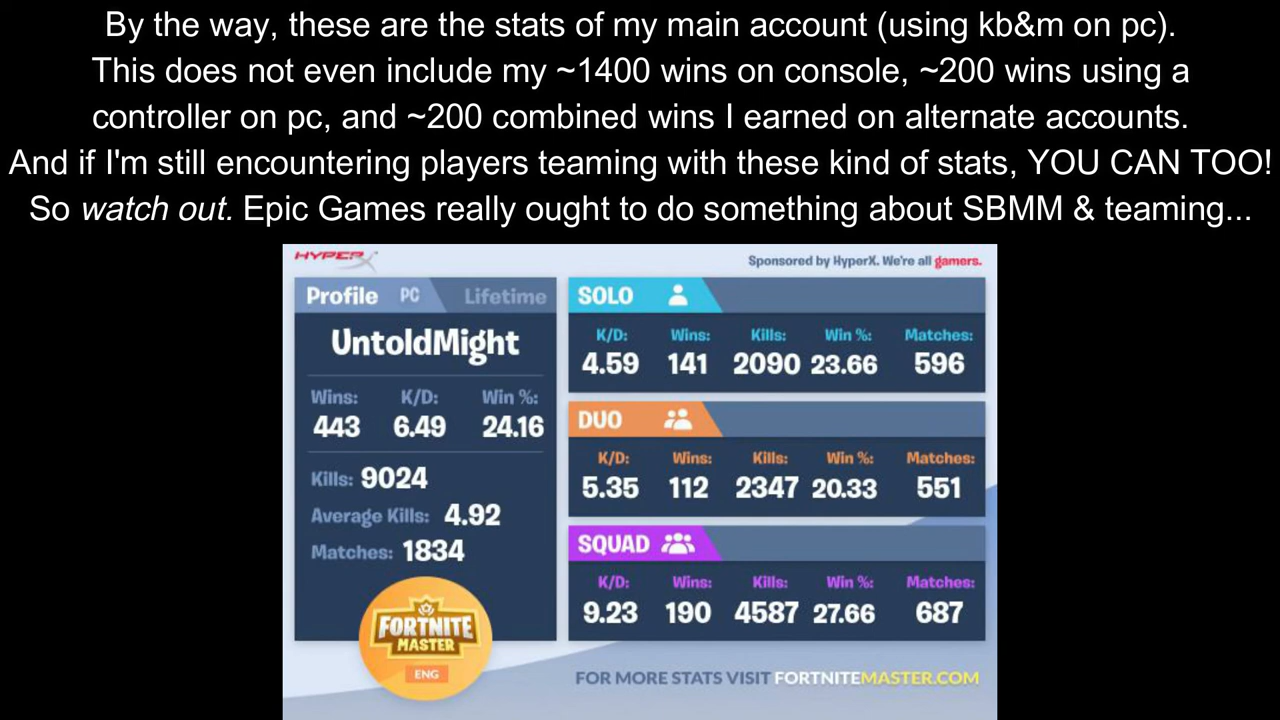 By the way, these are the stats of my main account (using kb&m on pc).
This does not even include my ~1400 wins on console, ~200 wins using a
controller on pc, and ~200 combined wins I earned on alternate accounts.
And if I'm still encountering players teaming with these kind of stats, YOU CAN TOO!
So watch out. Epic Games really ought to do something about SBMM & teaming...
HYPERX
Sponsored by HyperX. We're all gamers.
Profile PC Lifetime
UntoldMight
Wins: K/D: Win %:
443 6.49 24.16
Kills: 9024
Average Kills: 4.92
Matches: 1834
FORTNITE
MASTER
ENG
SOLO
K/D: Wins: Kills: Win %: Matches:
4.59 141 2090 23.66 596
DUO
K/D: Wins: Kills: Win %: Matches:
5.35 112 2347 20.33 551
SQUAD
K/D: Wins: Kills: Win %: Matches:
9.23 190 4587 27.66 687
FOR MORE STATS VISIT FORTNITEMASTER.COM